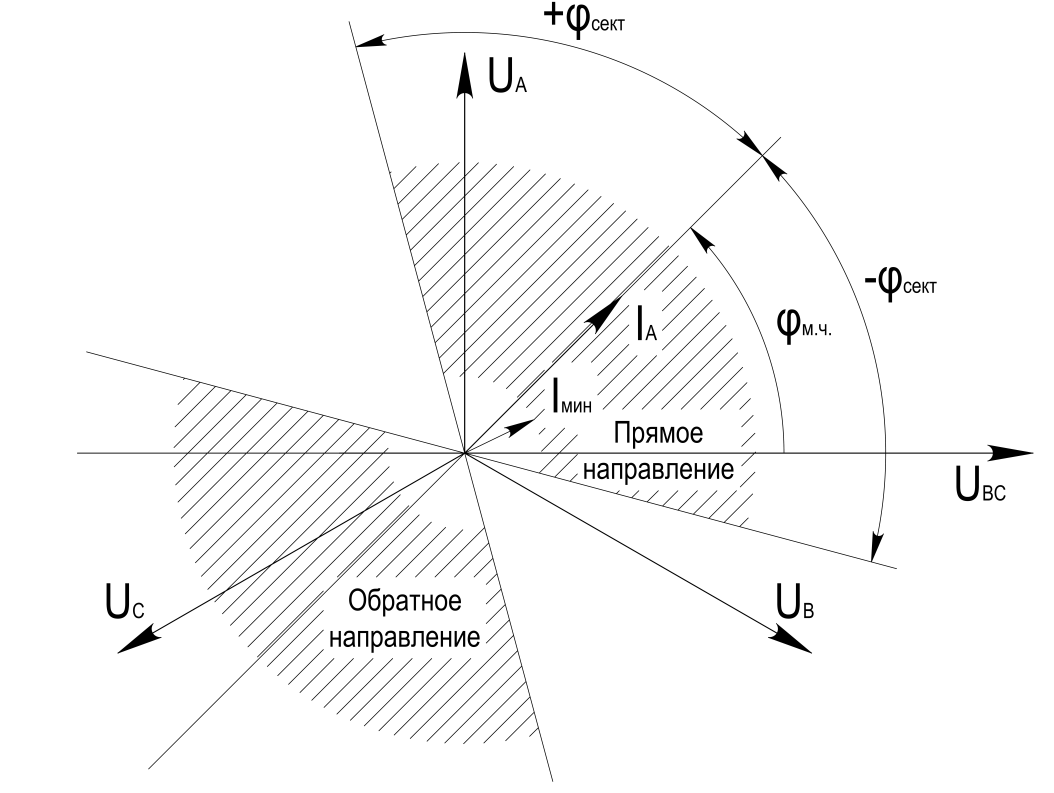 +φсект
UA
-φсект
φм.ч.
IA
Iмин
Прямое
направление
UBC
UC
Обратное
направление
UB